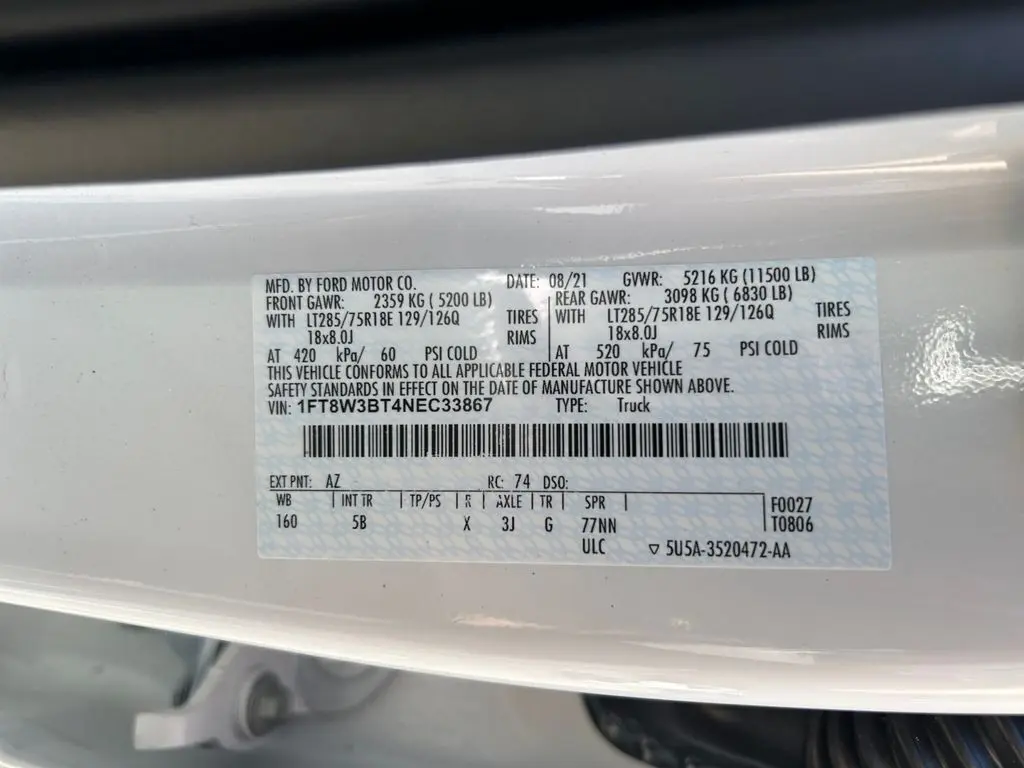 MFD. BY FORD MOTOR CO. DATE: 08/21 GVWR: 5216 KG (11500 LB)
FRONT GAWR: 2359 KG ( 5200 LB) REAR GAWR: 3098 KG ( 6830 LB)
WITH LT285/75R18E 129/126Q TIRES WITH LT285/75R18E 129/126Q TIRES
18x8.0J RIMS 18x8.0J RIMS
AT 420 kPa/ 60 PSI COLD AT 520 kPa/ 75 PSI COLD
THIS VEHICLE CONFORMS TO ALL APPLICABLE FEDERAL MOTOR VEHICLE
SAFETY STANDARDS IN EFFECT ON THE DATE OF MANUFACTURE SHOWN ABOVE.
VIN: 1FT8W3BT4NEC33867 TYPE: Truck
EXT PNT: AZ RC: 74 DSO:
WB INT TR TP/PS R AXLE TR SPR F0027
160 5B X 3J G 77NN T0806
ULC ▽ 5U5A-3520472-AA